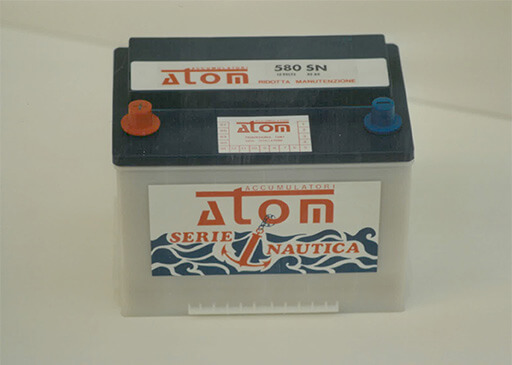 ACCUMULATORI
ATOM
580 SN
RIDOTTA MANUTENZIONE
ATOM
ACCUMULATORI
ATOM
SERIE NAUTICA